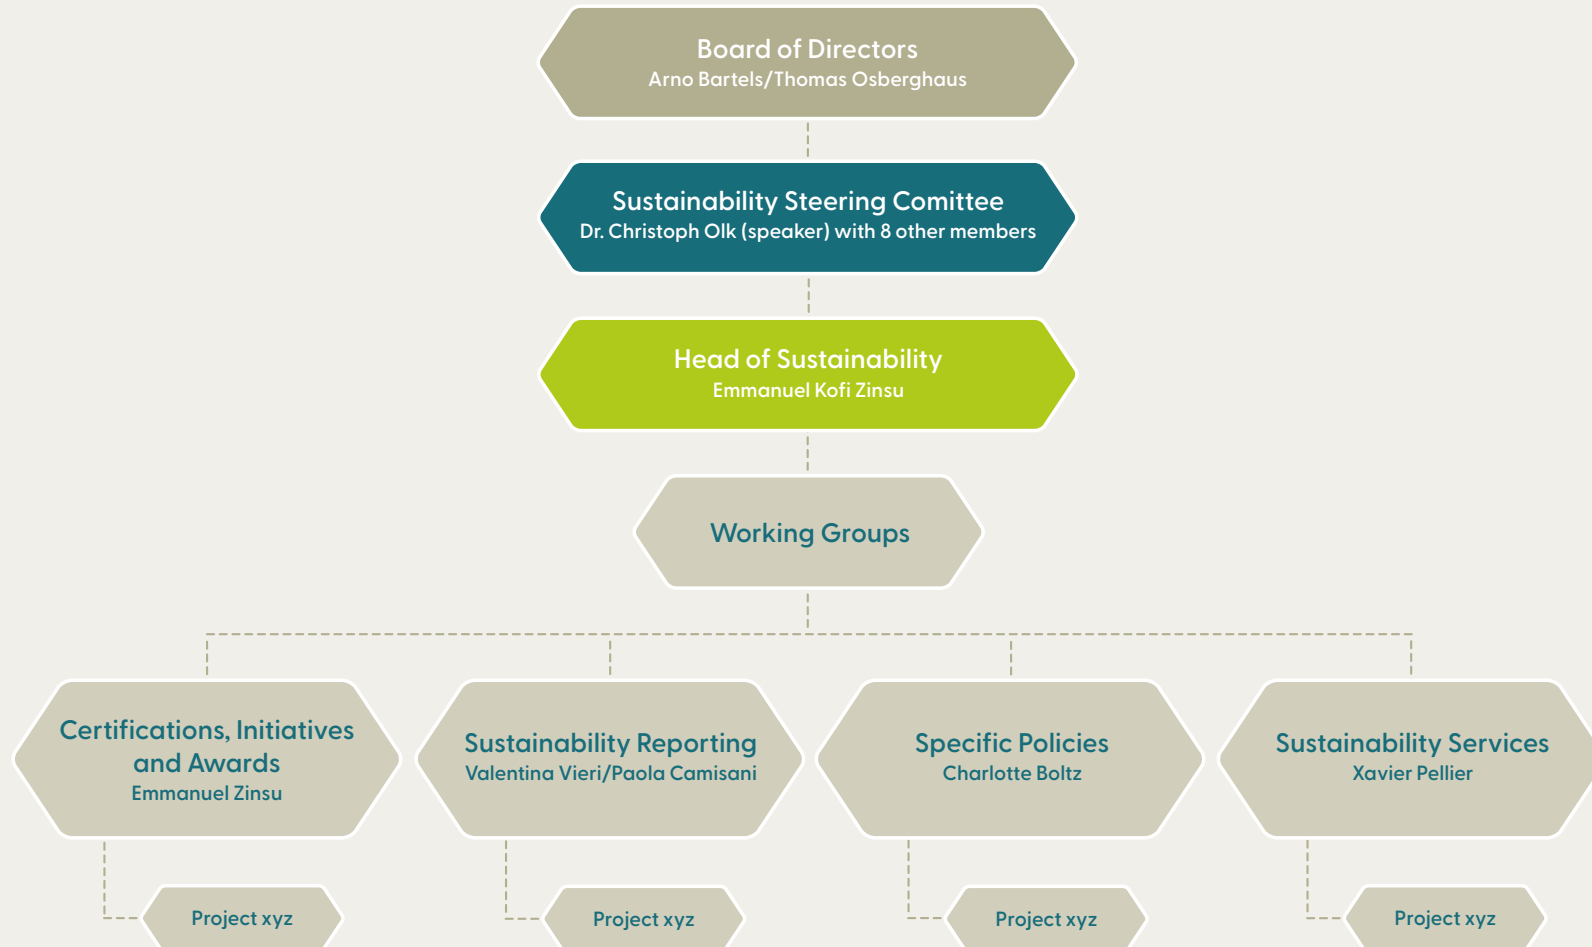 Board of Directors
Arno Bartels/Thomas Osberghaus
Sustainability Steering Comittee
Dr. Christoph Olk (speaker) with 8 other members
Head of Sustainability
Emmanuel Kofi Zinsu
Working Groups
Certifications, Initiatives
and Awards
Emmanuel Zinsu
Sustainability Reporting
Valentina Vieri/Paola Camisani
Specific Policies
Charlotte Boltz
Sustainability Services
Xavier Pellier
Project xyz
Project xyz
Project xyz
Project xyz